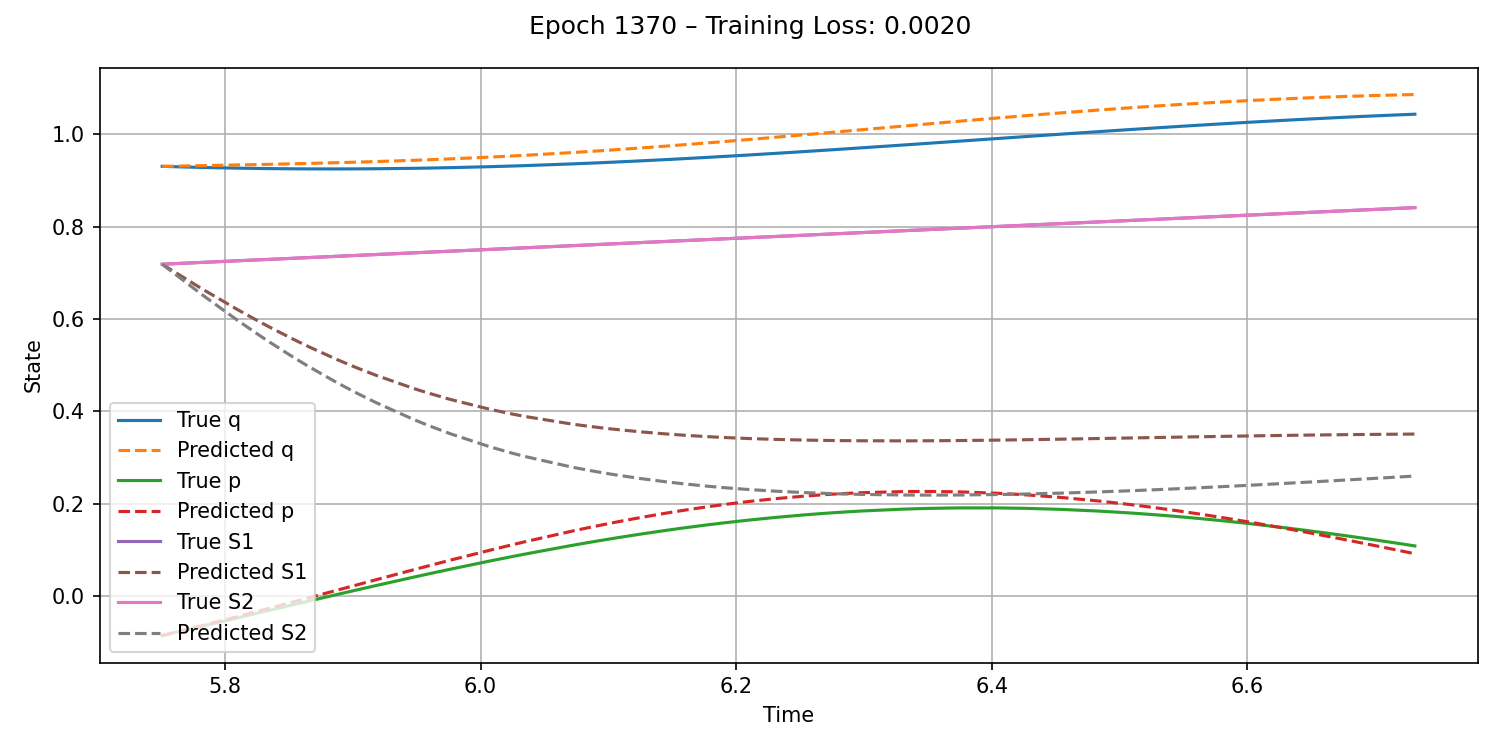 Epoch 1370 – Training Loss: 0.0020
1.0
0.8
0.6
0.4
0.2
0.0
State
True q
Predicted q
True p
Predicted p
True S1
Predicted S1
True S2
Predicted S2
5.8
6.0
6.2
6.4
6.6
Time